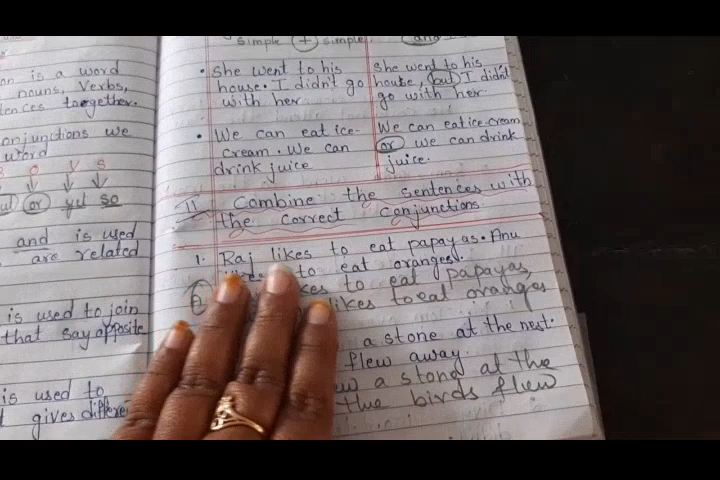 on is a word
nouns, Verbs,
tences together.
onjunctions we
word
S O V S
ut or yet so
and is used
are related
is used to join
that say opposite
is used to
gives differe
simple + simple
and
She went to his
house. I didn't go
with her.
She went to his
house, but I didn't
go with her.
We can eat ice-
cream. We can
drink juice
We can eat ice-cream
or we can drink
juice.
II Combine the sentences with
the correct conjunctions.
1. Raj likes to eat papayas. Anu
to eat oranges.
kes to eat papayas,
likes to eat oranges
a stone at the nest.
flew away.
a stone at the
the birds flew